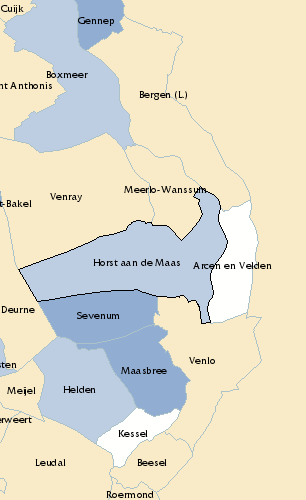 Cuijk
Gennep
Boxmeer
nt Anthonis
Bergen (L.)
Meerlo-Wanssum
Venray
t-Bakel
Horst aan de Maas
Arcen en Velden
Deurne
Sevenum
Venlo
sten
Maasbree
Meijel
Helden
erweert
Kessel
Leudal
Beesel
Roermond